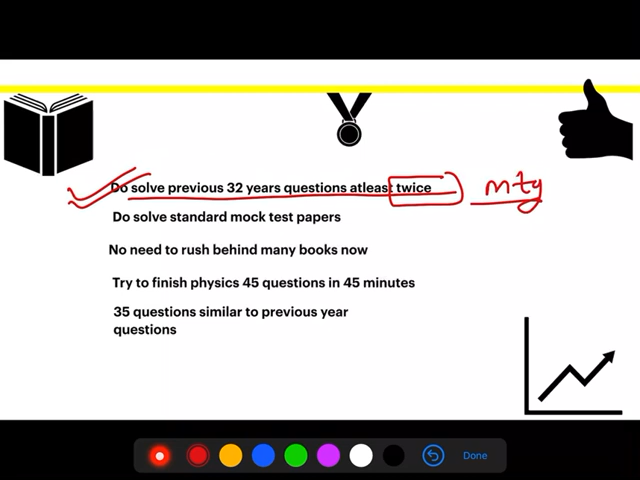 Do solve previous 32 years questions atleast twice mtg
Do solve standard mock test papers
No need to rush behind many books now
Try to finish physics 45 questions in 45 minutes
35 questions similar to previous year
questions
Done